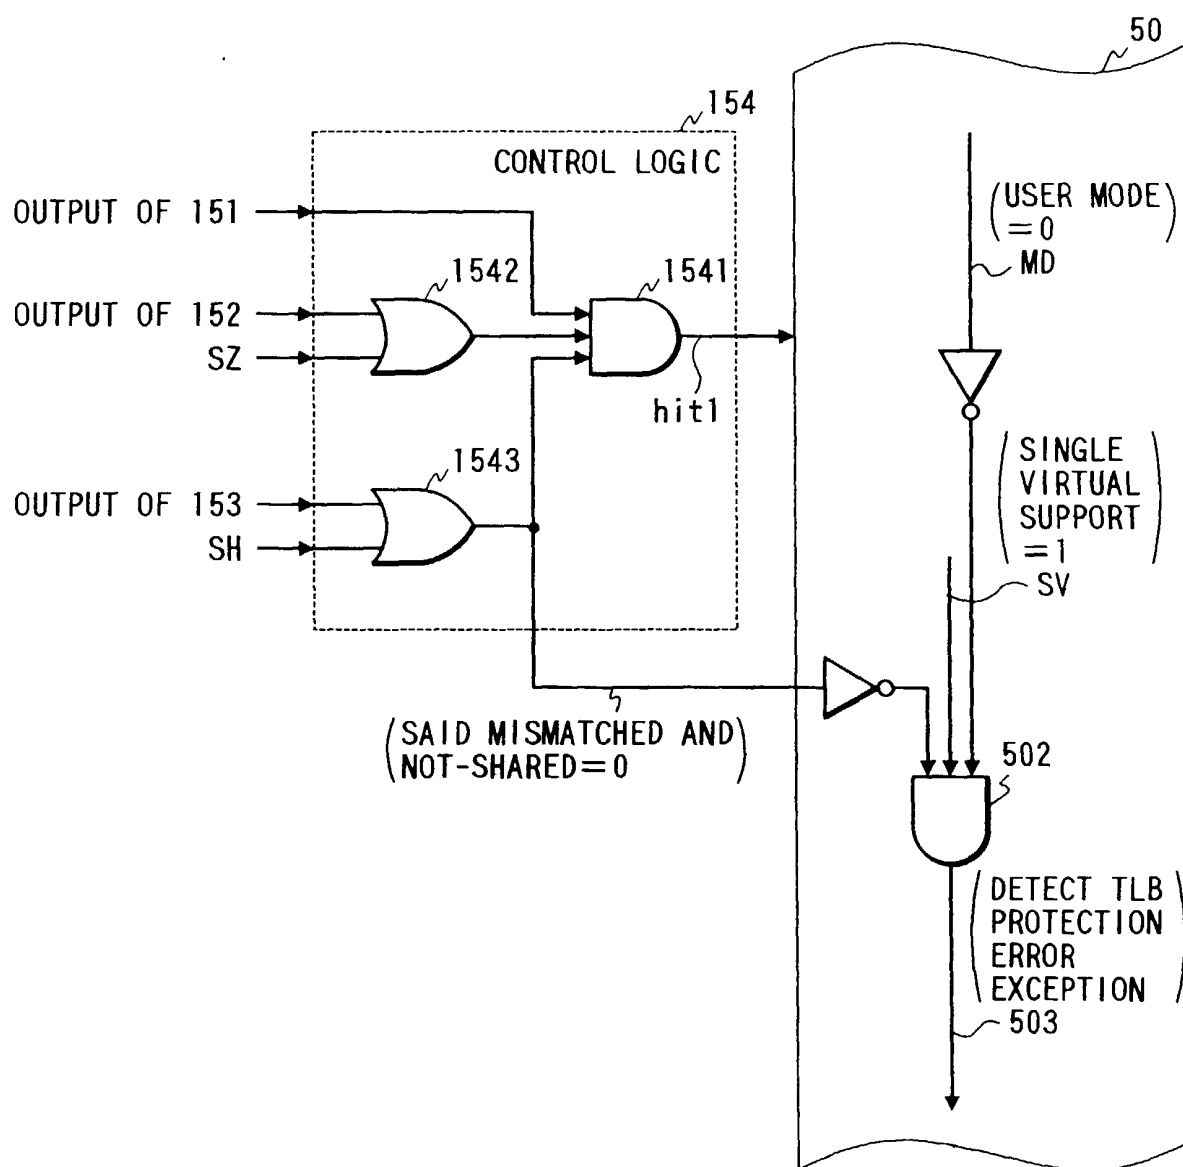 50
154
CONTROL LOGIC
OUTPUT OF 151
(USER MODE
=0)
MD
1542
1541
OUTPUT OF 152
SZ
hit1
(SINGLE
VIRTUAL
SUPPORT
=1)
SV
1543
OUTPUT OF 153
SH
(SAID MISMATCHED AND
NOT-SHARED=0)
502
(DETECT TLB
PROTECTION
ERROR
EXCEPTION)
503